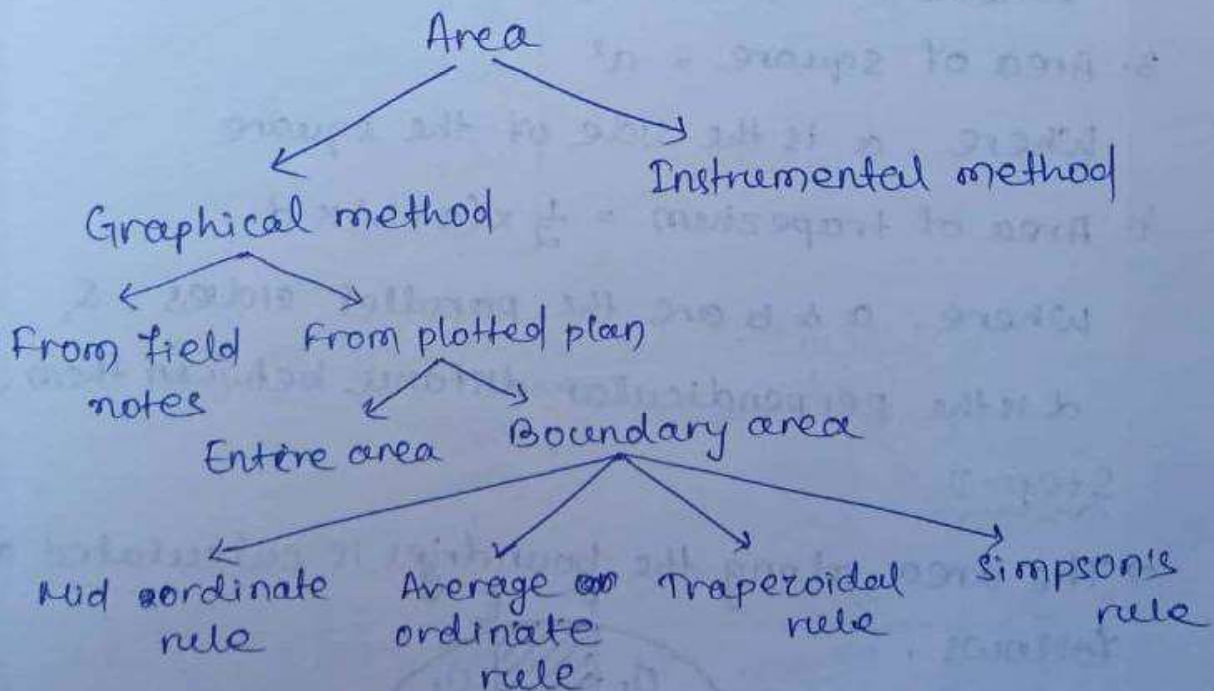 Area
Graphical method
Instrumental method
From field
notes
From plotted plan
Entire area
Boundary area
Mid ordinate
rule
Average
ordinate
rule
Trapezoidal
rule
Simpson's
rule